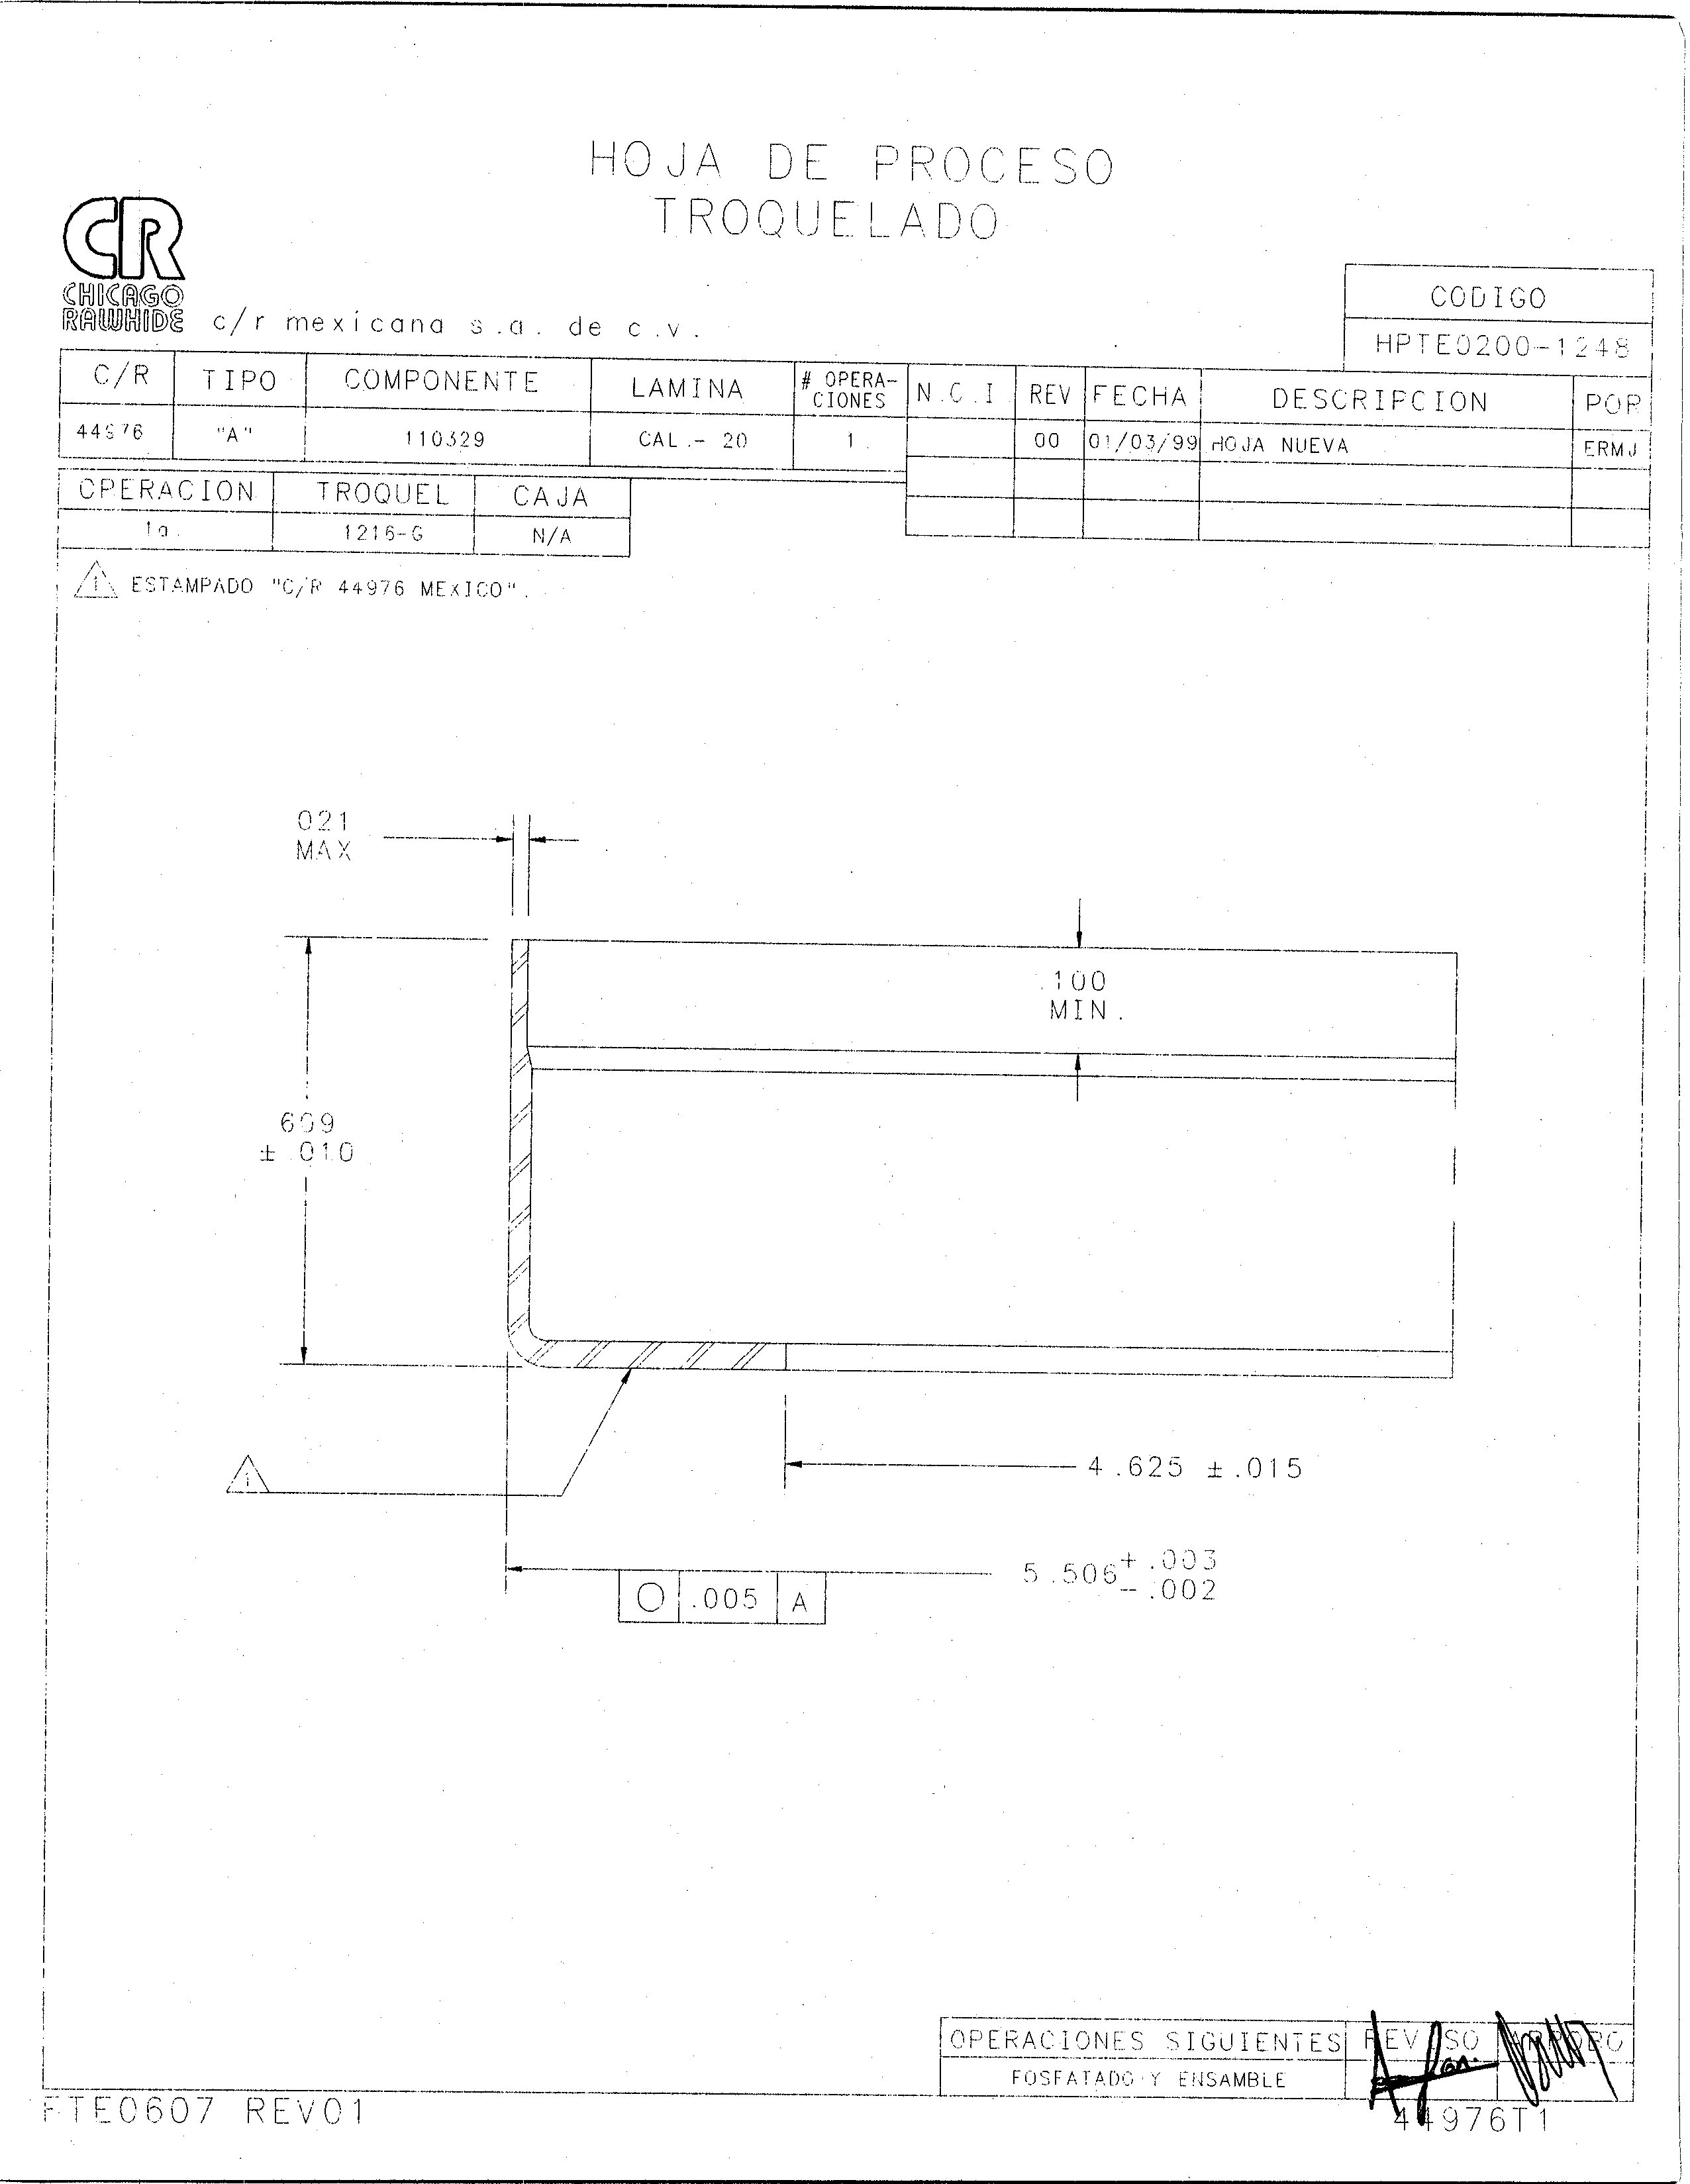 HOJA DE PROCESO
TROQUELADO
CR
CHICAGO
RAWHIDE
c/r mexicana s.a. de c.v.
CODIGO
HPTE0200-1248
C/R TIPO COMPONENTE LAMINA # OPERA-CIONES N.C.I REV FECHA DESCRIPCION POR
44976 "A" 110329 CAL.- 20 1. 00 01/03/99 HOJA NUEVA ERMJ
OPERACION TROQUEL CAJA
1a. 1216-G N/A
1 ESTAMPADO "C/R 44976 MEXICO".
021
MAX
.100
MIN.
609
± .010
1
4.625 ±.015
5.506 + .003
- .002
○ .005 A
OPERACIONES SIGUIENTES REVISO APROBO
FOSFATADO Y ENSAMBLE
FTE0607 REV01
44976T1